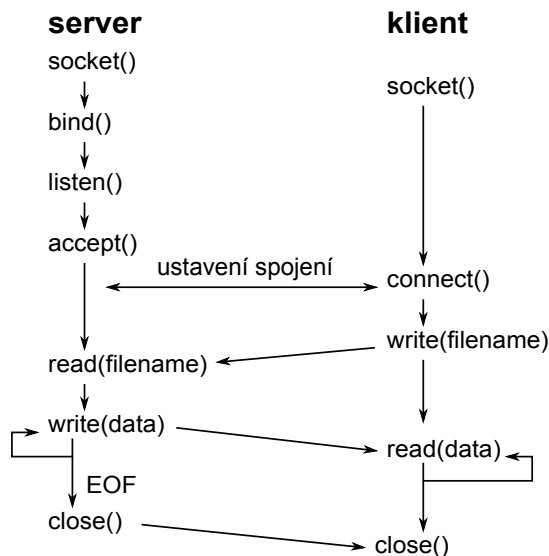 server
socket()
bind()
listen()
accept()
ustavení spojení
read(filename)
write(data)
EOF
close()
klient
socket()
connect()
write(filename)
read(data)
close()